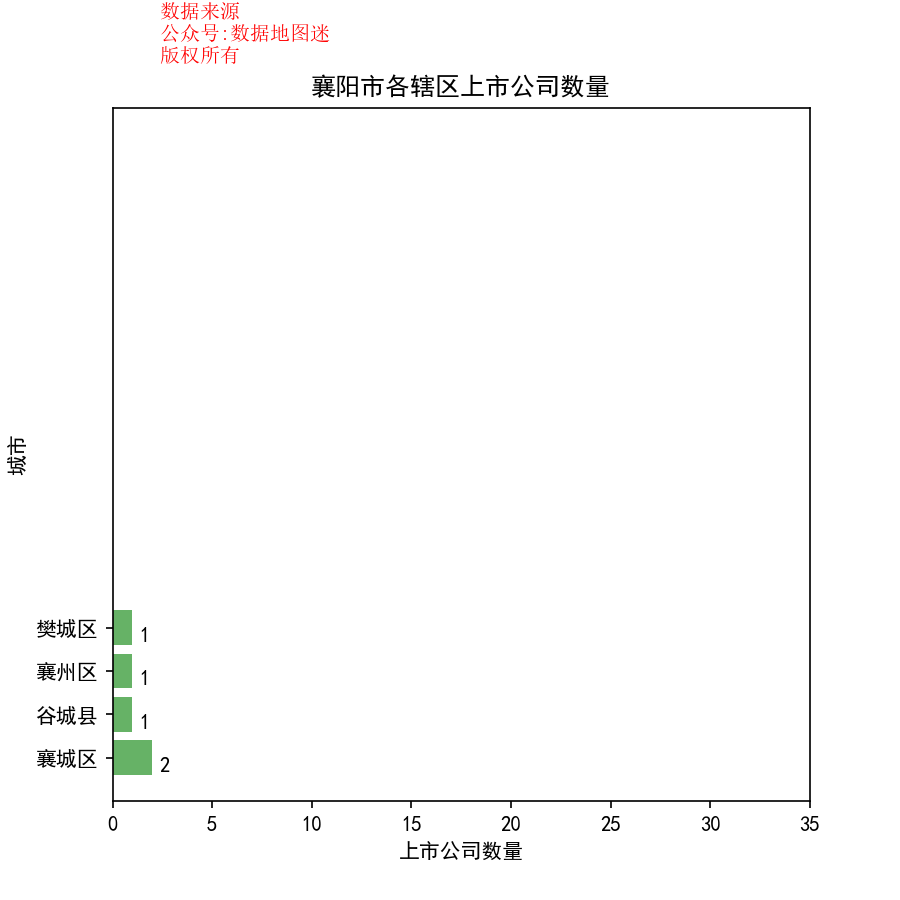 数据来源
公众号:数据地图迷
版权所有
襄阳市各辖区上市公司数量
城市
樊城区 1
襄州区 1
谷城县 1
襄城区 2
0 5 10 15 20 25 30 35
上市公司数量